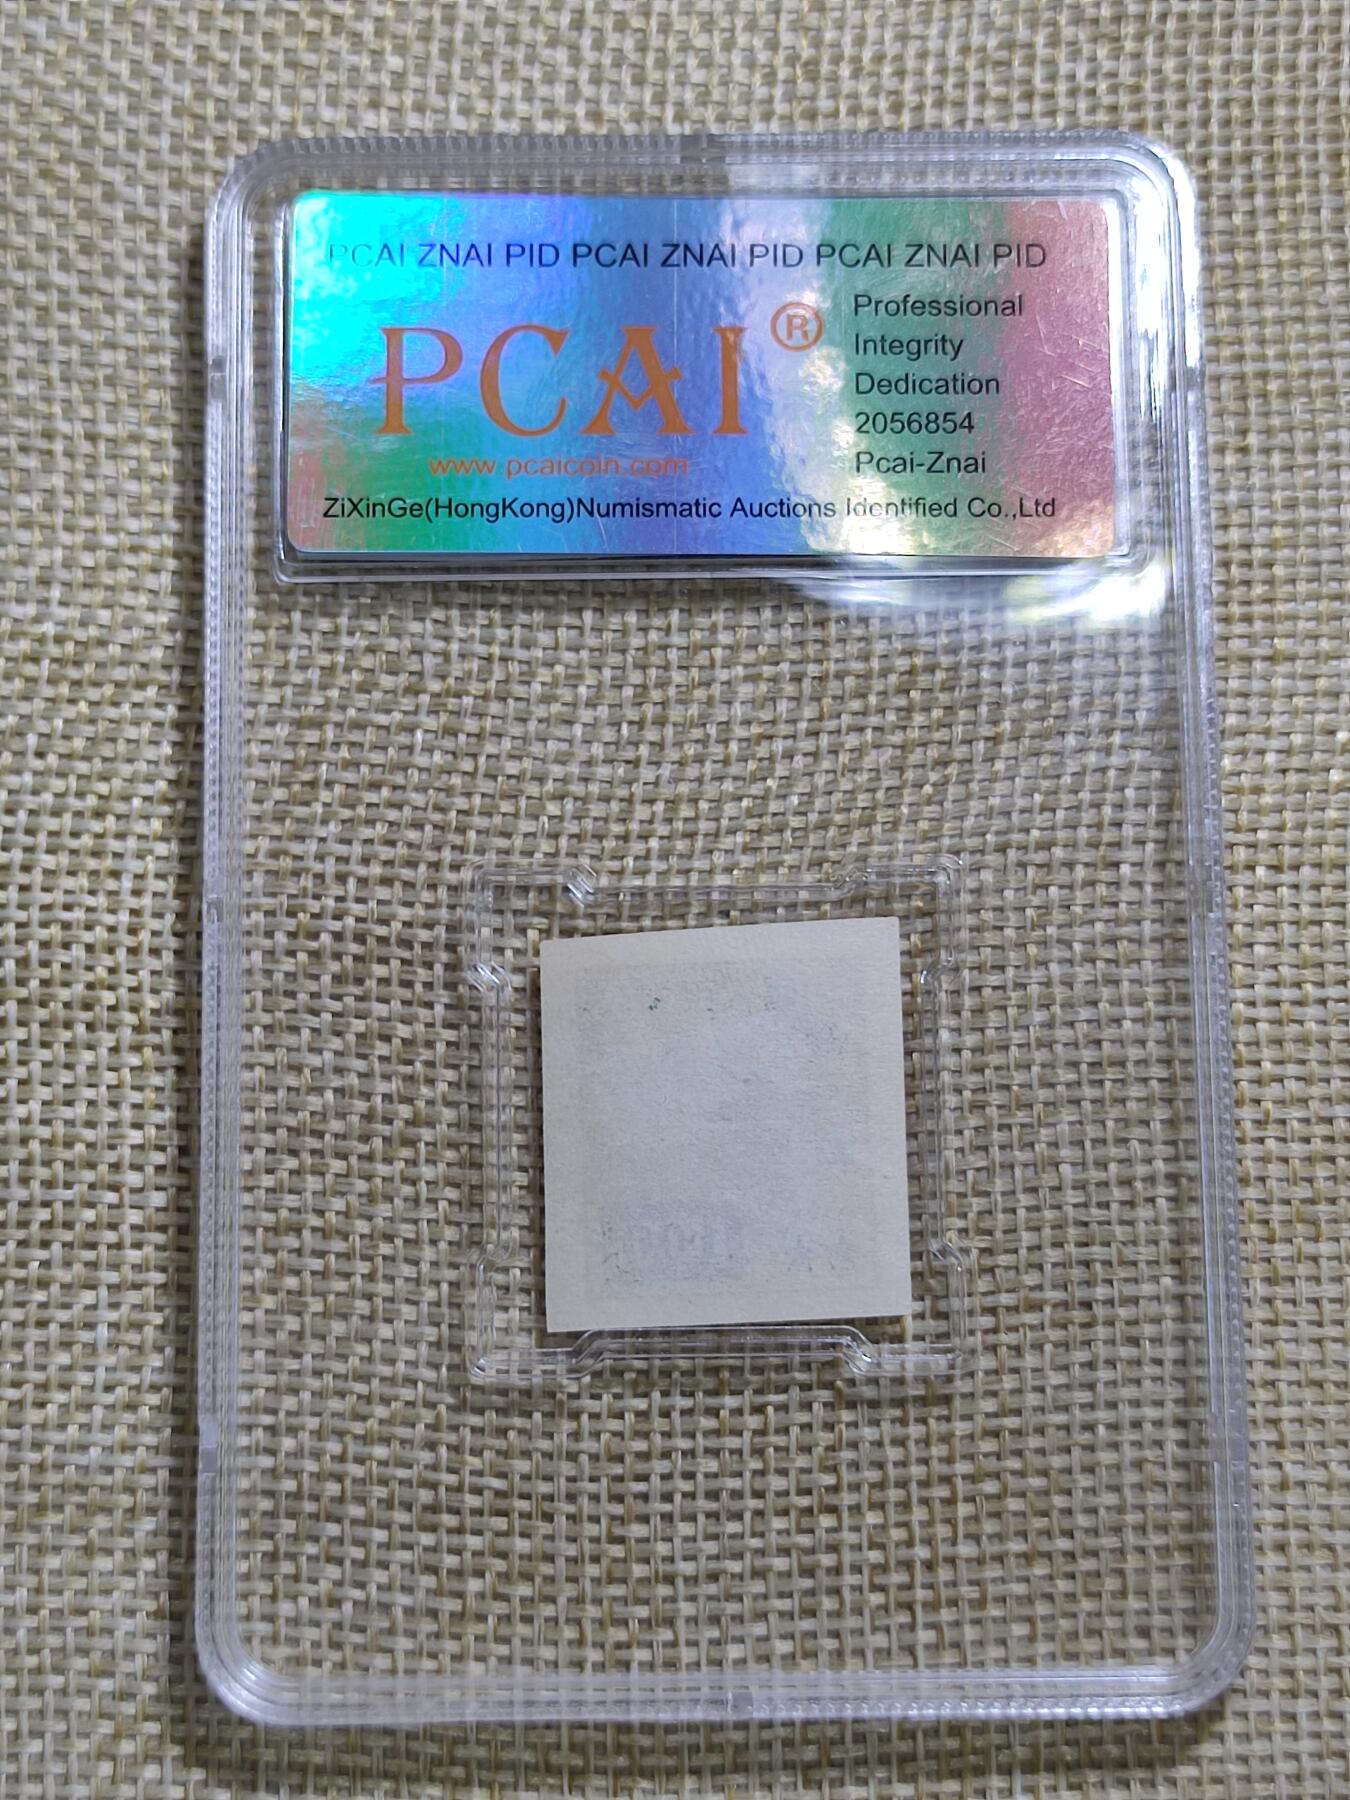 PCAI ZNAI PID PCAI ZNAI PID PCAI ZNAI PID
PCAI®
www.pcaicoin.com
Professional
Integrity
Dedication
2056854
Pcai-Znai
ZiXinGe(HongKong)Numismatic Auctions Identified Co.,Ltd